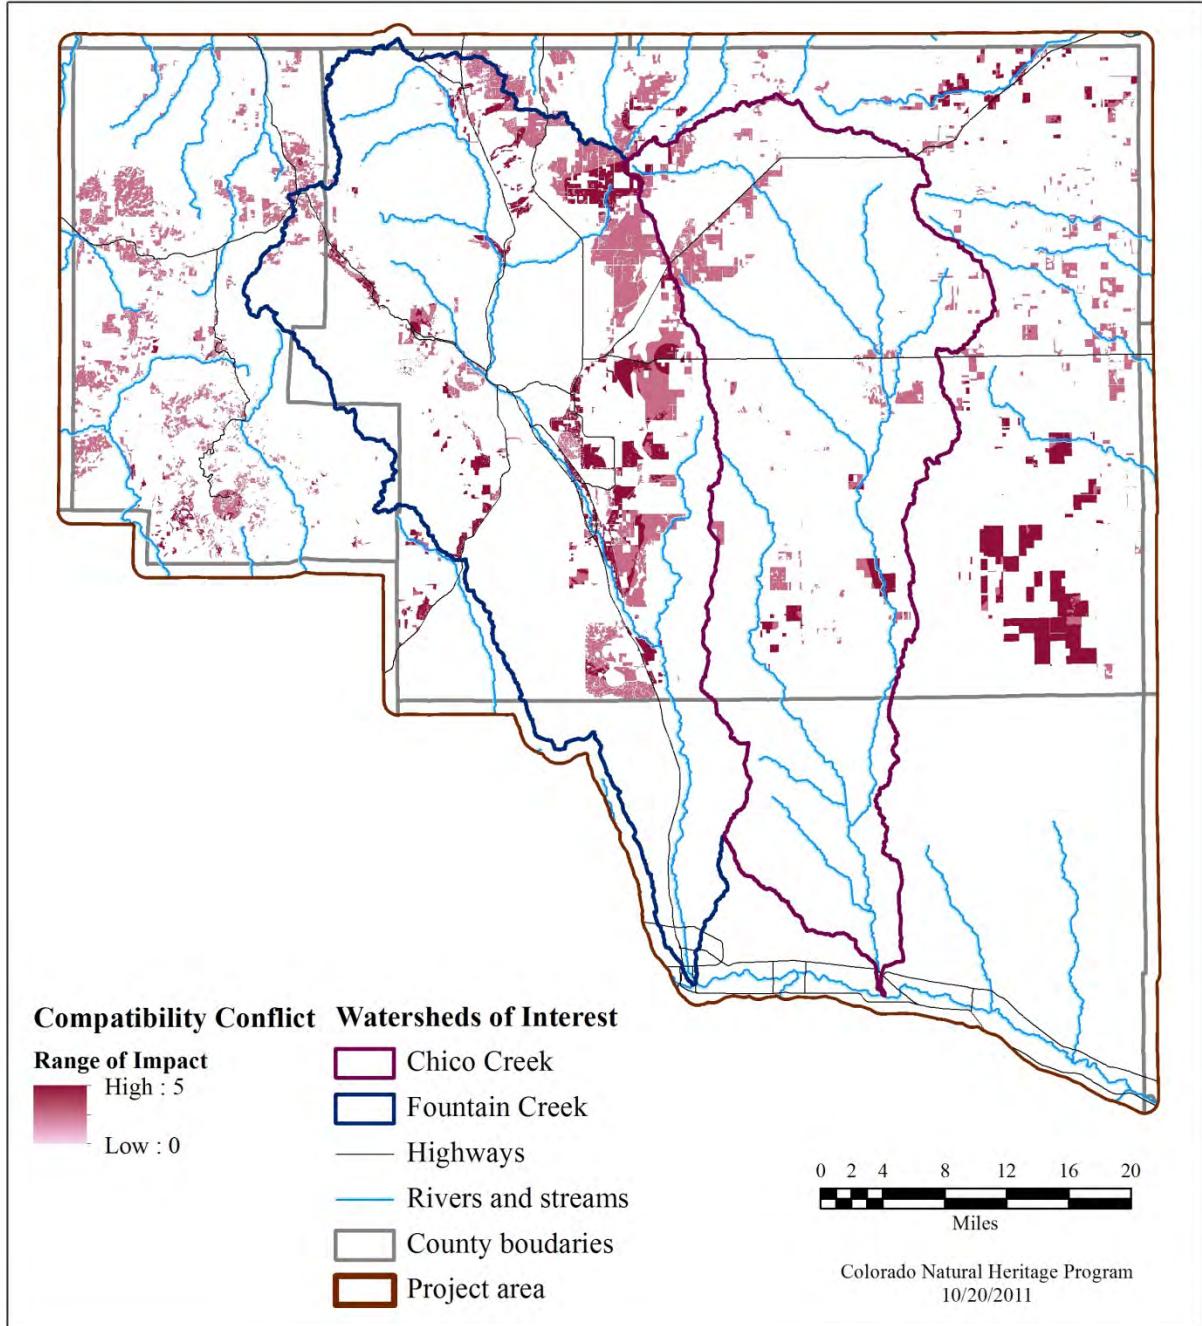 Compatibility Conflict
Range of Impact
High : 5
Low : 0
Watersheds of Interest
Chico Creek
Fountain Creek
Highways
Rivers and streams
County boudaries
Project area
0 2 4 8 12 16 20
Miles
Colorado Natural Heritage Program
10/20/2011